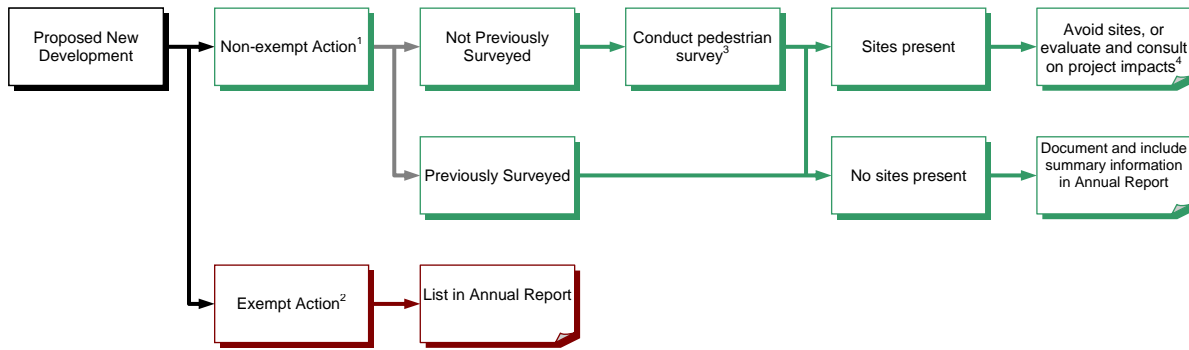 Proposed New
Development
Non-exempt Action¹
Not Previously
Surveyed
Conduct pedestrian
survey³
Sites present
Avoid sites, or
evaluate and consult
on project impacts⁴
Previously Surveyed
No sites present
Document and include
summary information
in Annual Report
Exempt Action²
List in Annual Report